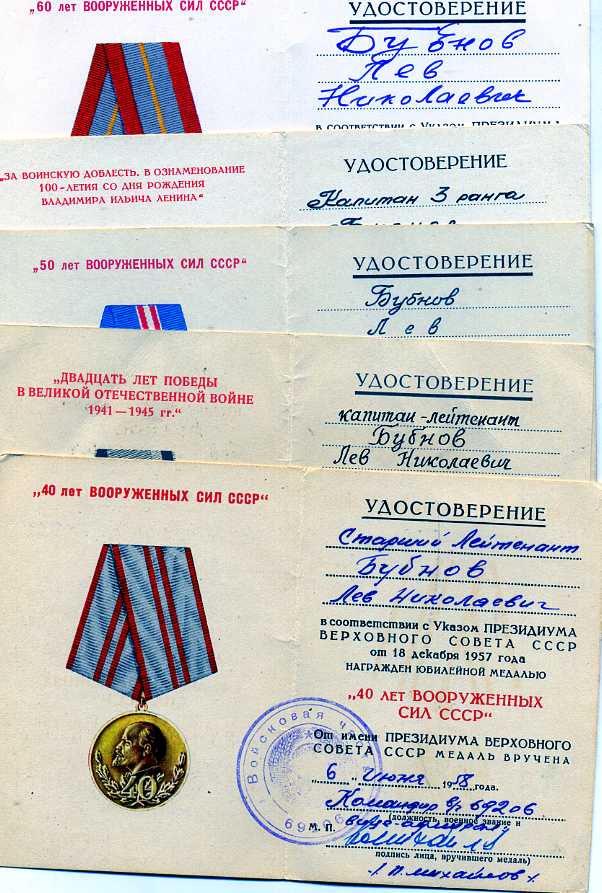 „60 лет ВООРУЖЕННЫХ СИЛ СССР“
УДОСТОВЕРЕНИЕ
Бубнов
Лев
Николаевич
в соответствии с Указом ПРЕЗИДИУМА
„ЗА ВОИНСКУЮ ДОБЛЕСТЬ. В ОЗНАМЕНОВАНИЕ
100-ЛЕТИЯ СО ДНЯ РОЖДЕНИЯ
ВЛАДИМИРА ИЛЬИЧА ЛЕНИНА“
УДОСТОВЕРЕНИЕ
Капитан 3 ранга
„50 лет ВООРУЖЕННЫХ СИЛ СССР“
УДОСТОВЕРЕНИЕ
Бубнов
Лев
„ДВАДЦАТЬ ЛЕТ ПОБЕДЫ
В ВЕЛИКОЙ ОТЕЧЕСТВЕННОЙ ВОЙНЕ
1941—1945 гг.“
УДОСТОВЕРЕНИЕ
капитан-лейтенант
Бубнов
Лев Николаевич
„40 лет ВООРУЖЕННЫХ СИЛ СССР“
40
УДОСТОВЕРЕНИЕ
Старший Лейтенант
Бубнов
Лев Николаевич
в соответствии с Указом ПРЕЗИДИУМА
ВЕРХОВНОГО СОВЕТА СССР
от 18 декабря 1957 года
НАГРАЖДЕН ЮБИЛЕЙНОЙ МЕДАЛЬЮ
„40 ЛЕТ ВООРУЖЕННЫХ
СИЛ СССР“
От имени ПРЕЗИДИУМА ВЕРХОВНОГО
СОВЕТА СССР МЕДАЛЬ ВРУЧЕНА
6 „ июня 1958 года.
Командир в/ч 69206
(должность, военное звание и
вице-адмирал
М. П.
подпись лица, вручившего медаль)
/П. Михайлов/
Войсковая